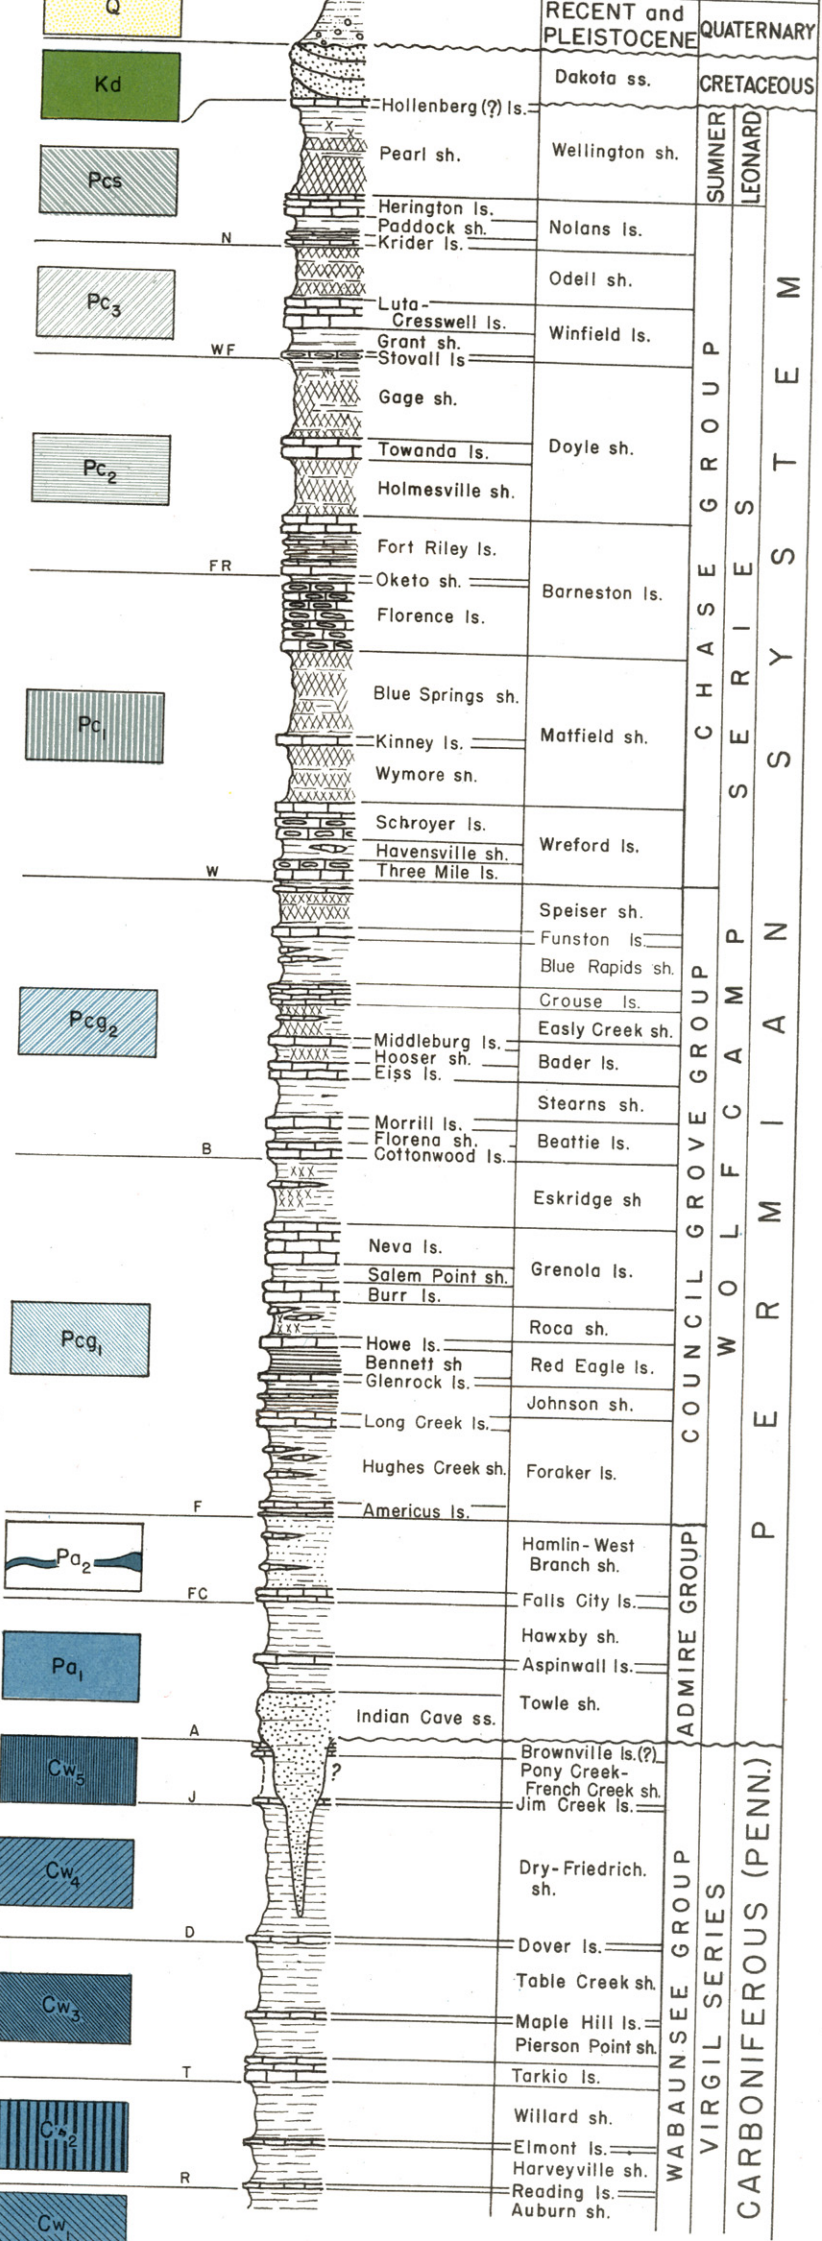 Q
RECENT and
PLEISTOCENE
QUATERNARY
Kd
Dakota ss.
CRETACEOUS
Hollenberg (?) ls.
Pearl sh.
Wellington sh.
SUMNER
LEONARD
Pcs
Herington ls.
Paddock sh.
Krider ls.
Nolans ls.
N
Odell sh.
Pc3
Luta-
Cresswell ls.
Grant sh.
Stovall ls
Winfield ls.
WF
Gage sh.
Towanda ls.
Holmesville sh.
Doyle sh.
Pc2
Fort Riley ls.
FR
Oketo sh.
Florence ls.
Barneston ls.
Blue Springs sh.
Pc1
Kinney ls.
Wymore sh.
Matfield sh.
Schroyer ls.
Havensville sh.
Three Mile ls.
Wreford ls.
W
CHASE GROUP
Speiser sh.
Funston ls.
Blue Rapids sh.
Crouse ls.
Pcg2
Easly Creek sh.
Middleburg ls.
Hooser sh.
Eiss ls.
Bader ls.
Stearns sh.
Morrill ls.
Florena sh.
Cottonwood ls.
Beattie ls.
B
Eskridge sh
Neva ls.
Salem Point sh.
Burr ls.
Grenola ls.
Pcg1
Roca sh.
Howe ls.
Bennett sh
Glenrock ls.
Red Eagle ls.
Johnson sh.
Long Creek ls.
Hughes Creek sh.
Americus ls.
Foraker ls.
F
COUNCIL GROVE GROUP
WOLFCAMP SERIES
PERMIAN SYSTEM
Pa2
Hamlin-West
Branch sh.
FC
Falls City ls.
Hawxby sh.
Pa1
Aspinwall ls.
Towle sh.
Indian Cave ss.
A
ADMIRE GROUP
Cw5
Brownville ls.(?)
Pony Creek-
French Creek sh.
?
J
Jim Creek ls.
Cw4
Dry-Friedrich.
sh.
D
Dover ls.
Table Creek sh.
Cw3
Maple Hill ls.
Pierson Point sh.
T
Tarkio ls.
Willard sh.
Cw2
Elmont ls.
Harveyville sh.
R
Reading ls.
Auburn sh.
Cw1
WABAUNSEE GROUP
VIRGIL SERIES
CARBONIFEROUS (PENN.)